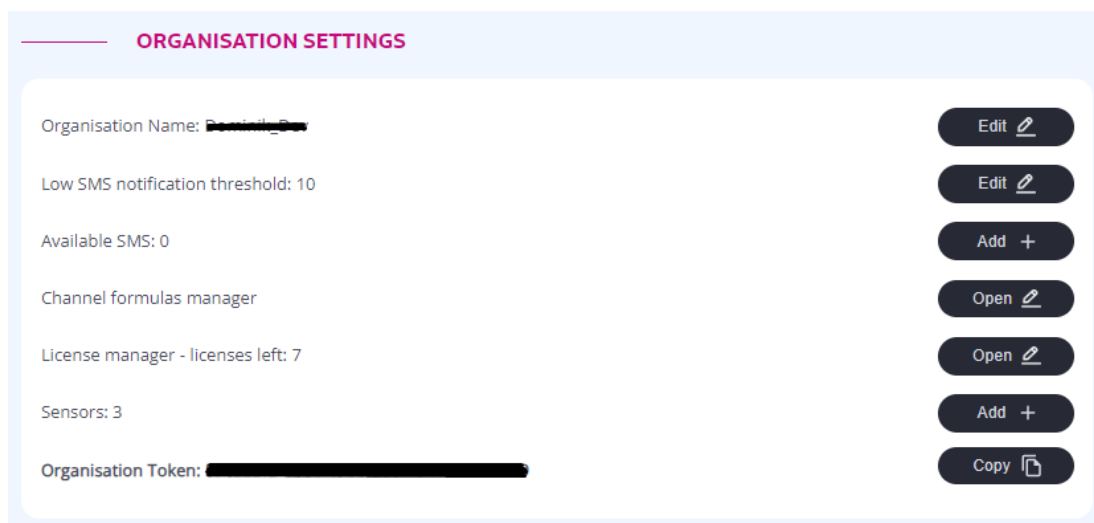 ORGANISATION SETTINGS
Organisation Name:
Edit
Low SMS notification threshold: 10
Edit
Available SMS: 0
Add
Channel formulas manager
Open
License manager - licenses left: 7
Open
Sensors: 3
Add
Organisation Token:
Copy